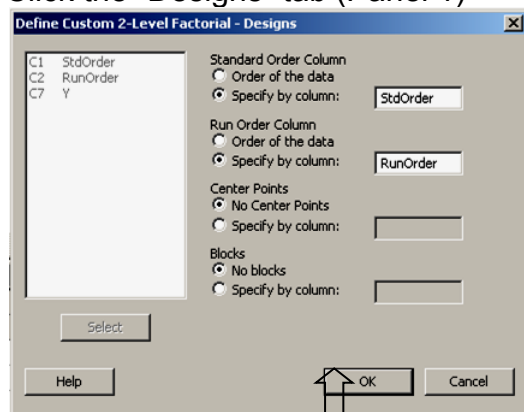 Click the "Designs" tab (Panel 7)
Define Custom 2-Level Factorial - Designs
C1 StdOrder
C2 RunOrder
C7 Y
Standard Order Column
Order of the data
Specify by column: StdOrder
Run Order Column
Order of the data
Specify by column: RunOrder
Center Points
No Center Points
Specify by column:
Blocks
No blocks
Specify by column:
Select
Help
OK
Cancel